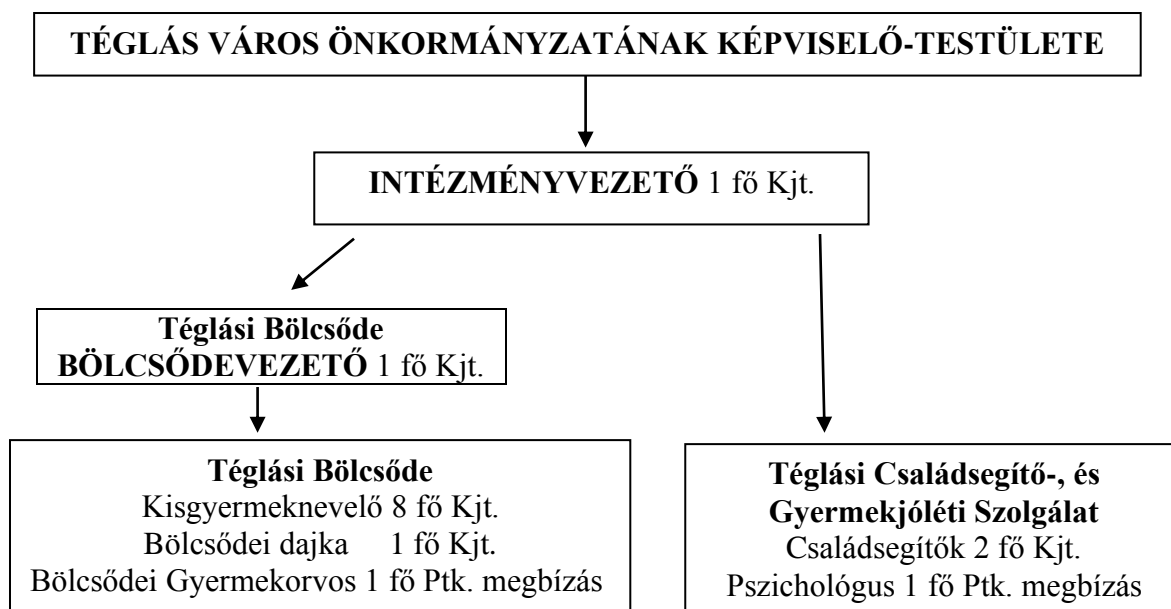 TÉGLÁS VÁROS ÖNKORMÁNYZATÁNAK KÉPVISELŐ-TESTÜLETE
INTÉZMÉNYVEZETŐ 1 fő Kjt.
Téglási Bölcsőde
BÖLCSŐDEVEZETŐ 1 fő Kjt.
Téglási Bölcsőde
Kisgyermeknevelő 8 fő Kjt.
Bölcsődei dajka 1 fő Kjt.
Bölcsődei Gyermekorvos 1 fő Ptk. megbízás
Téglási Családsegítő-, és
Gyermekjóléti Szolgálat
Családsegítők 2 fő Kjt.
Pszichológus 1 fő Ptk. megbízás